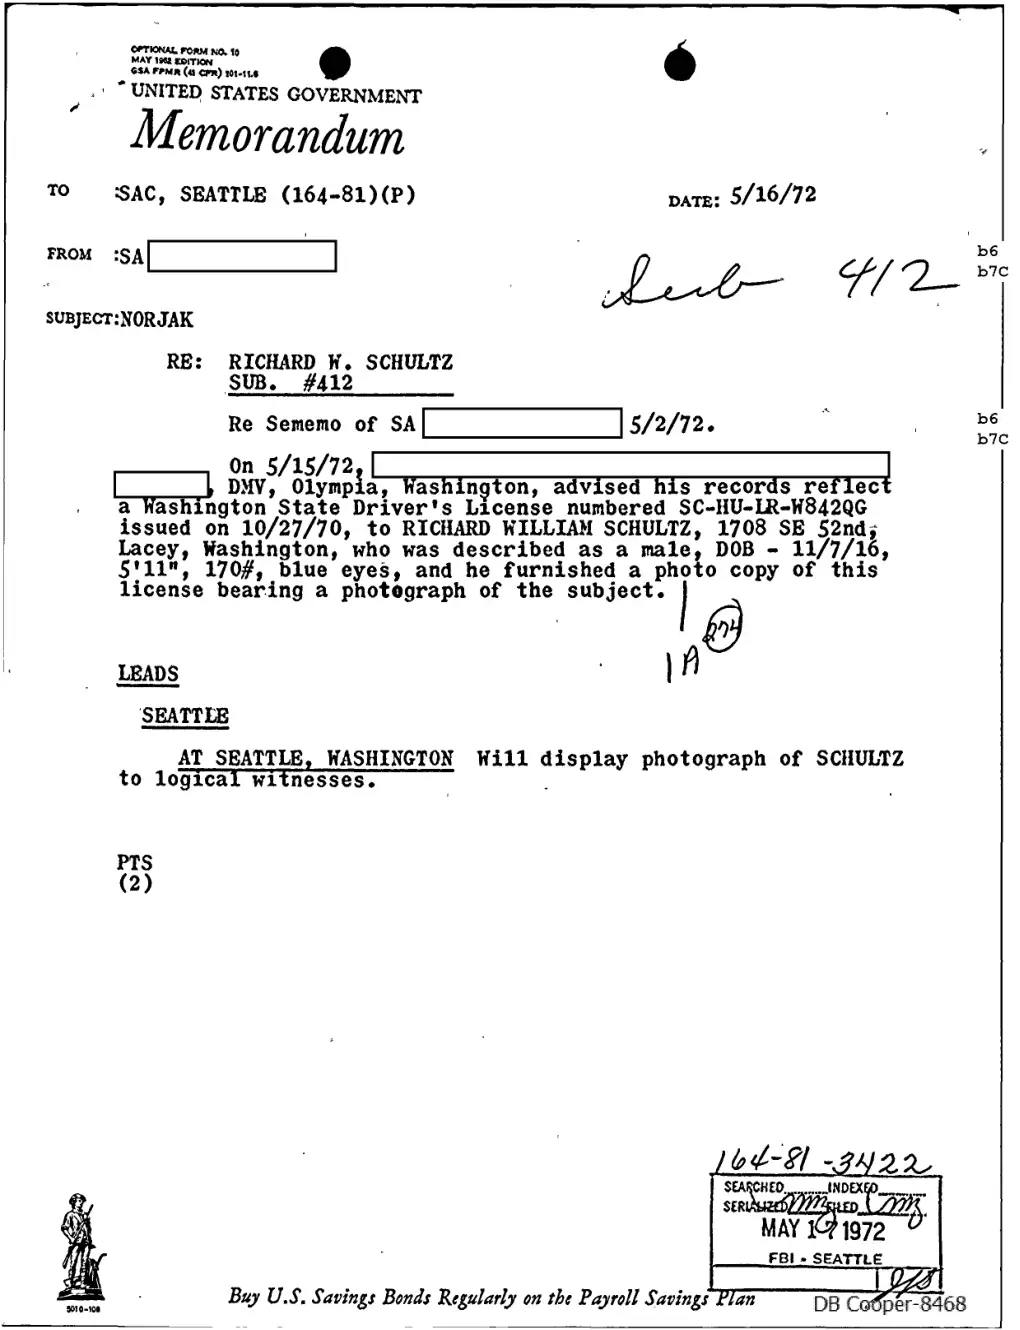 OPTIONAL FORM NO. 10
MAY 1962 EDITION
GSA FPMR (41 CFR) 101-11.6
UNITED STATES GOVERNMENT
Memorandum
TO :SAC, SEATTLE (164-81)(P) DATE: 5/16/72
FROM :SA b6
b7C
Sub 412
SUBJECT:NORJAK
RE: RICHARD W. SCHULTZ
SUB. #412
Re Sememo of SA 5/2/72. b6
b7C
On 5/15/72,
, DMV, Olympia, Washington, advised his records reflect
a Washington State Driver's License numbered SC-HU-LR-W842QG
issued on 10/27/70, to RICHARD WILLIAM SCHULTZ, 1708 SE 52nd,
Lacey, Washington, who was described as a male, DOB - 11/7/16,
5'11", 170#, blue eyes, and he furnished a photo copy of this
license bearing a photograph of the subject.
1A 274
LEADS
SEATTLE
AT SEATTLE, WASHINGTON Will display photograph of SCHULTZ
to logical witnesses.
PTS
(2)
164-81-3422
SEARCHED INDEXED
SERIALIZED FILED
MAY 17 1972
FBI - SEATTLE
5010-108
Buy U.S. Savings Bonds Regularly on the Payroll Savings Plan
DB Cooper-8468